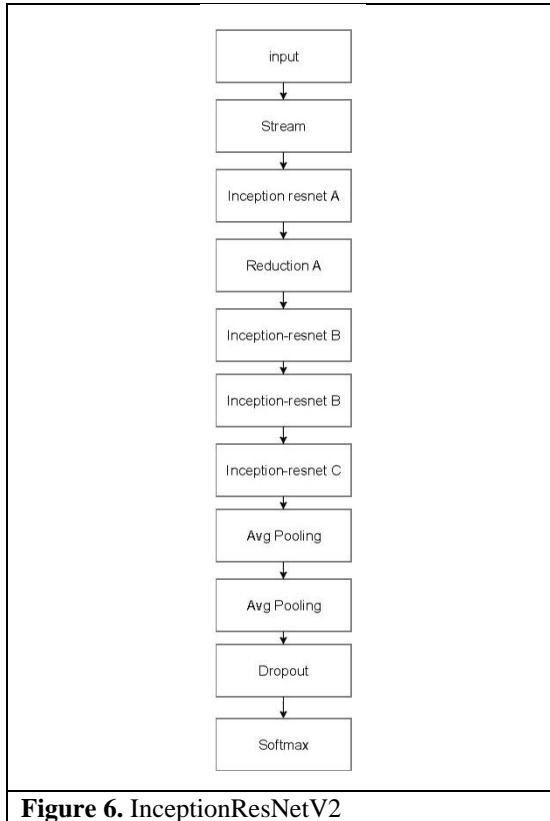 input
Stream
Inception resnet A
Reduction A
Inception-resnet B
Inception-resnet B
Inception-resnet C
Avg Pooling
Avg Pooling
Dropout
Softmax
Figure 6. InceptionResNetV2